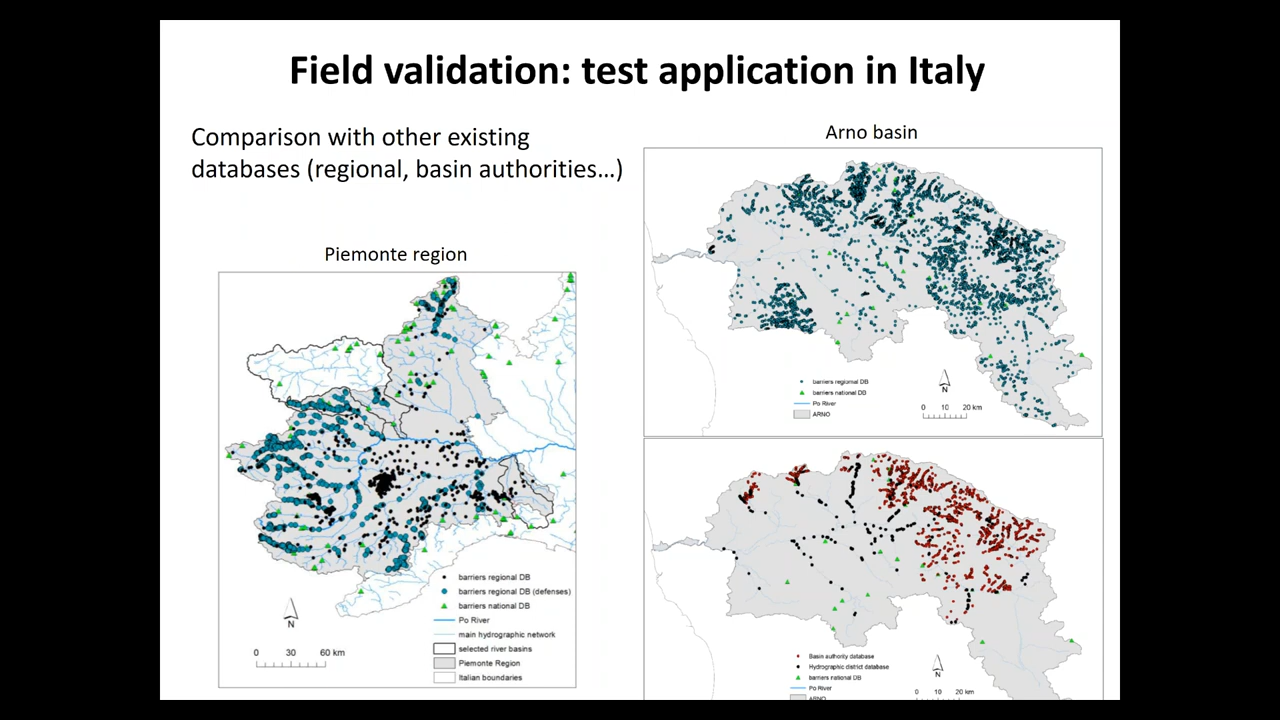 Field validation: test application in Italy
Comparison with other existing
databases (regional, basin authorities…)
Piemonte region
barriers regional DB
barriers regional DB (defenses)
barriers national DB
Po River
main hydrographic network
selected river basins
Piemonte Region
Italian boundaries
N
0 30 60 km
Arno basin
barriers regional DB
barriers national DB
Po River
ARNO
N
0 10 20 km
Basin authority database
Hydrographic district database
barriers national DB
Po River
ARNO
N
0 10 20 km